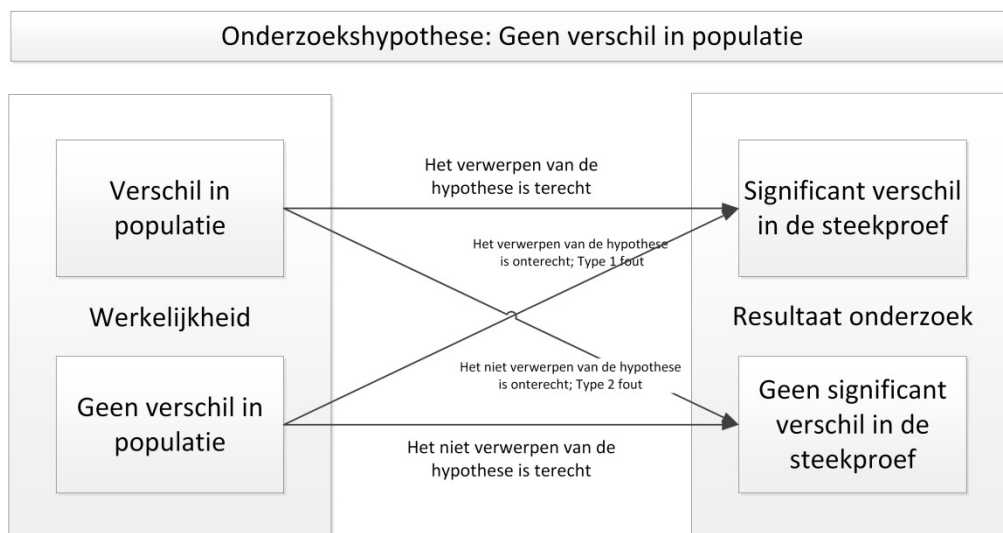 Onderzoekshypothese: Geen verschil in populatie
Verschil in
populatie
Werkelijkheid
Geen verschil in
populatie
Het verwerpen van de
hypothese is terecht
Het verwerpen van de hypothese
is onterecht; Type 1 fout
Het niet verwerpen van de hypothese
is onterecht; Type 2 fout
Het niet verwerpen van de
hypothese is terecht
Significant verschil
in de steekproef
Resultaat onderzoek
Geen significant
verschil in de
steekproef